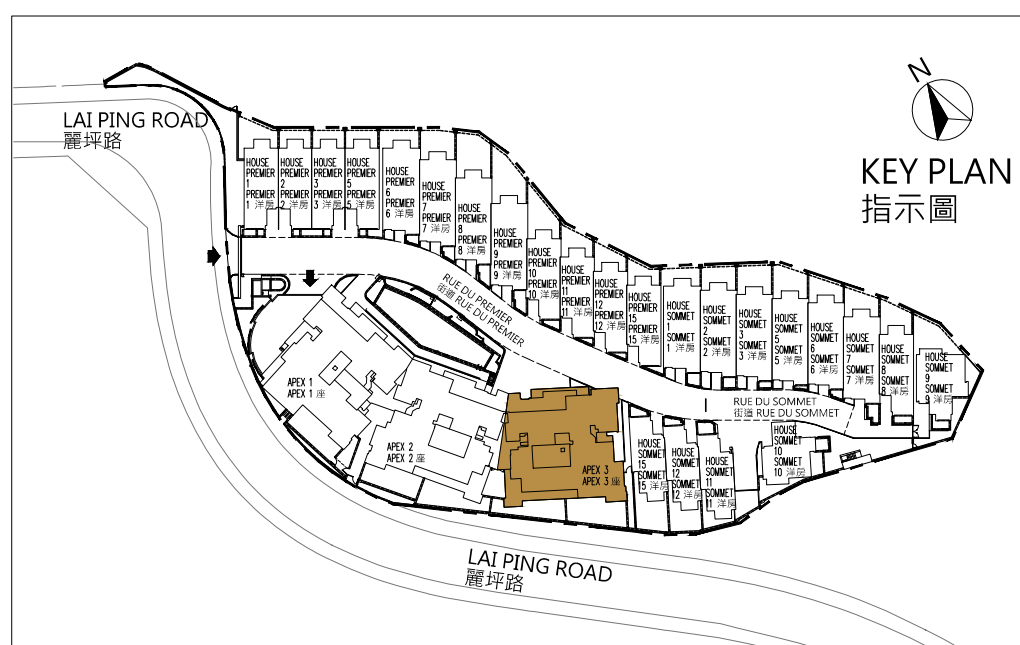 LAI PING ROAD
麗坪路
N
KEY PLAN
指示圖
HOUSE
PREMIER
1
PREMIER
1 洋房
HOUSE
PREMIER
2
PREMIER
2 洋房
HOUSE
PREMIER
3
PREMIER
3 洋房
HOUSE
PREMIER
5
PREMIER
5 洋房
HOUSE
PREMIER
6
PREMIER
6 洋房
HOUSE
PREMIER
7
PREMIER
7 洋房
HOUSE
PREMIER
8
PREMIER
8 洋房
HOUSE
PREMIER
9
PREMIER
9 洋房
HOUSE
PREMIER
10
PREMIER
10 洋房
HOUSE
PREMIER
11
PREMIER
11 洋房
HOUSE
PREMIER
12
PREMIER
12 洋房
HOUSE
PREMIER
15
PREMIER
15 洋房
HOUSE
SOMMET
1
SOMMET
1 洋房
HOUSE
SOMMET
2
SOMMET
2 洋房
HOUSE
SOMMET
3
SOMMET
3 洋房
HOUSE
SOMMET
5
SOMMET
5 洋房
HOUSE
SOMMET
6
SOMMET
6 洋房
HOUSE
SOMMET
7
SOMMET
7 洋房
HOUSE
SOMMET
8
SOMMET
8 洋房
HOUSE
SOMMET
9
SOMMET
9 洋房
RUE DU PREMIER
街道 RUE DU PREMIER
RUE DU SOMMET
街道 RUE DU SOMMET
APEX 1
APEX 1 座
APEX 2
APEX 2 座
APEX 3
APEX 3 座
HOUSE
SOMMET
15
SOMMET
15 洋房
HOUSE
SOMMET
12
SOMMET
12 洋房
HOUSE
SOMMET
11
SOMMET
11 洋房
HOUSE
SOMMET
10
SOMMET
10 洋房
LAI PING ROAD
麗坪路